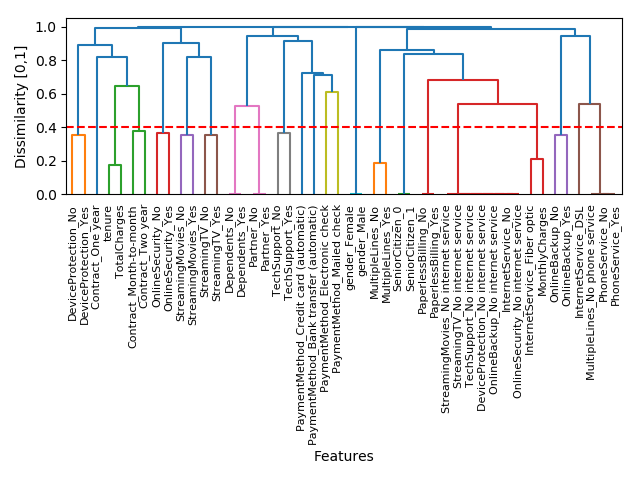 Dissimilarity [0,1]
1.0
0.8
0.6
0.4
0.2
0.0
DeviceProtection_No
DeviceProtection_Yes
Contract_One year
tenure
TotalCharges
Contract_Month-to-month
Contract_Two year
OnlineSecurity_No
OnlineSecurity_Yes
StreamingMovies_No
StreamingMovies_Yes
StreamingTV_No
StreamingTV_Yes
Dependents_No
Dependents_Yes
Partner_No
Partner_Yes
TechSupport_No
TechSupport_Yes
PaymentMethod_Credit card (automatic)
PaymentMethod_Bank transfer (automatic)
PaymentMethod_Electronic check
PaymentMethod_Mailed check
gender_Female
gender_Male
MultipleLines_No
MultipleLines_Yes
SeniorCitizen_0
SeniorCitizen_1
PaperlessBilling_No
PaperlessBilling_Yes
StreamingMovies_No internet service
StreamingTV_No internet service
TechSupport_No internet service
DeviceProtection_No internet service
OnlineBackup_No internet service
InternetService_No
OnlineSecurity_No internet service
InternetService_Fiber optic
MonthlyCharges
OnlineBackup_No
OnlineBackup_Yes
InternetService_DSL
MultipleLines_No phone service
PhoneService_No
PhoneService_Yes
Features